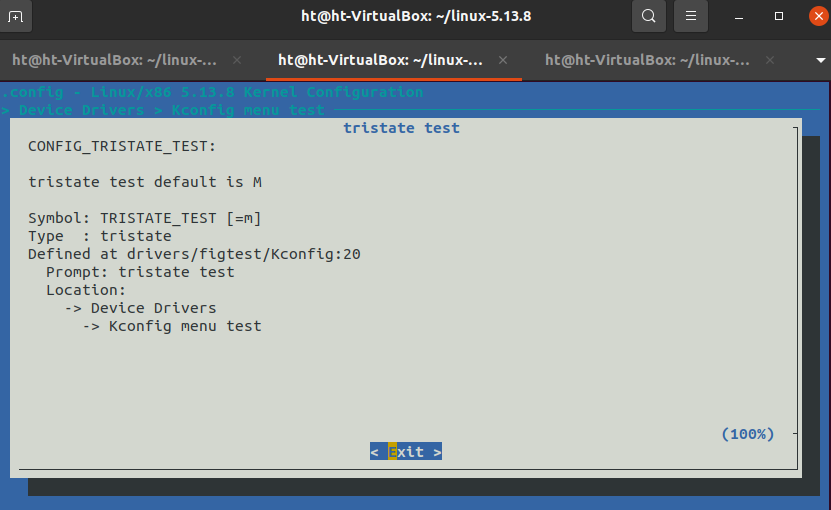 ht@ht-VirtualBox: ~/linux-5.13.8
ht@ht-VirtualBox: ~/linux-...
ht@ht-VirtualBox: ~/linux-...
ht@ht-VirtualBox: ~/linux-...
.config - Linux/x86 5.13.8 Kernel Configuration
> Device Drivers > Kconfig menu test
tristate test
CONFIG_TRISTATE_TEST:
tristate test default is M
Symbol: TRISTATE_TEST [=m]
Type  : tristate
Defined at drivers/figtest/Kconfig:20
Prompt: tristate test
Location:
-> Device Drivers
-> Kconfig menu test
(100%)
< Exit >